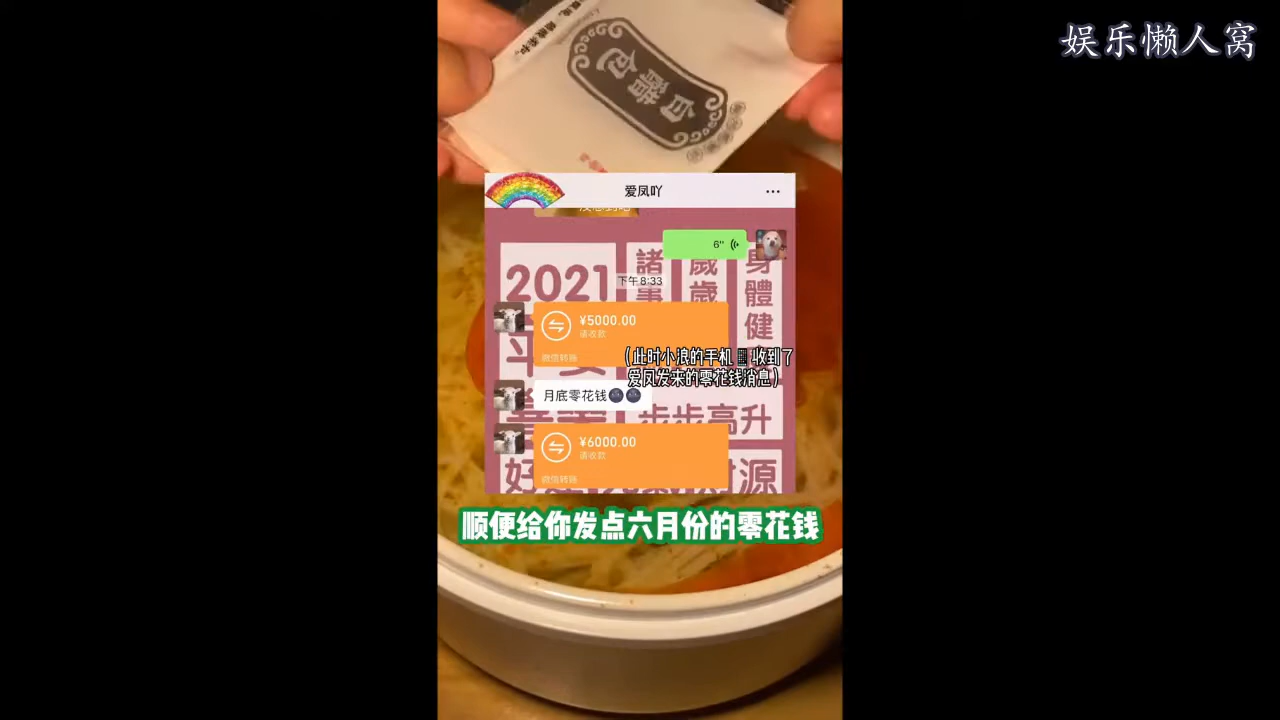 娱乐懒人窝
白醋包
爱凤吖
6"
下午 8:33
2021
諸事
歲歲
身體健
¥5000.00
请收款
微信转账
(此时小浪的手机 收到了
爱凤发来的零花钱消息)
月底零花钱
步步高升
¥6000.00
请收款
微信转账
好
源
顺便给你发点六月份的零花钱